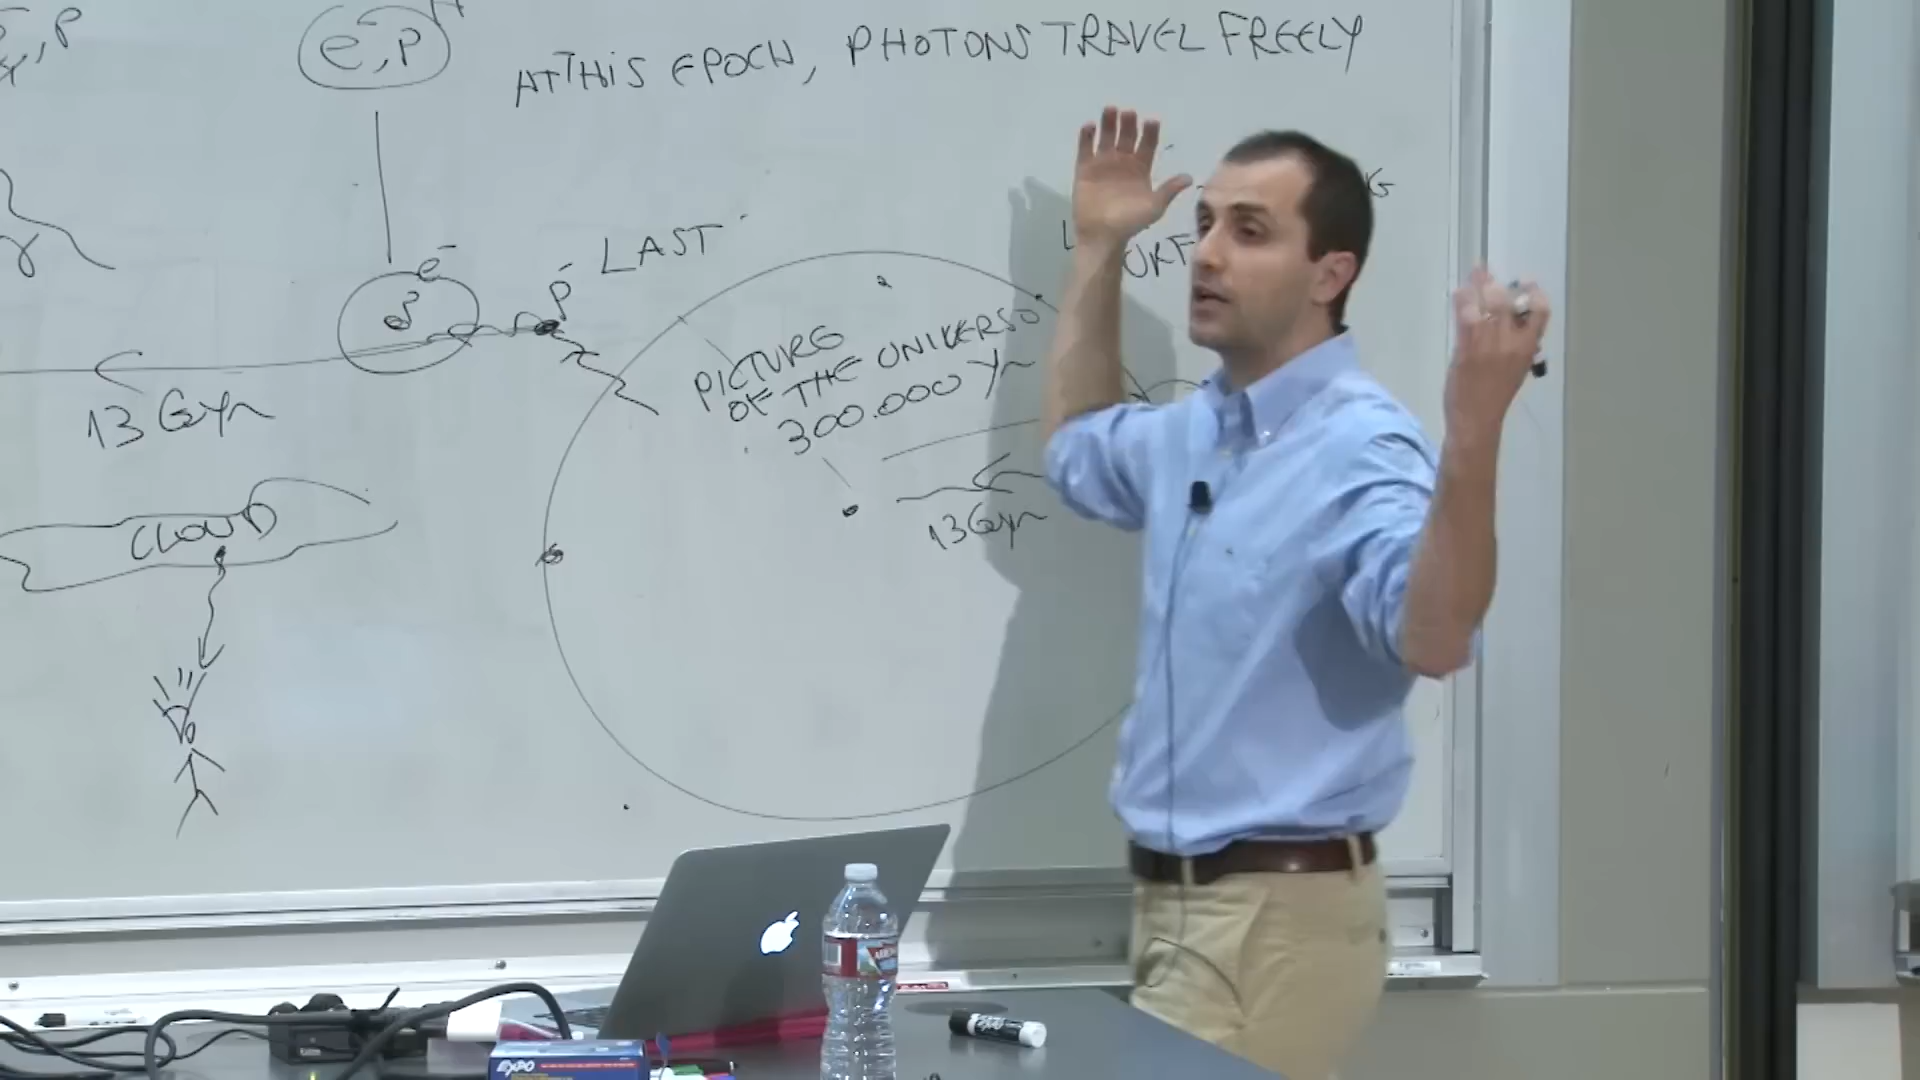 e⁻, p
AT THIS EPOCH, PHOTONS TRAVEL FREELY
γ
e⁻
p
LAST
PICTURE
OF THE UNIVERSO
300.000 Yr
13 Gyr
13 Gyr
CLOUD
EXPO